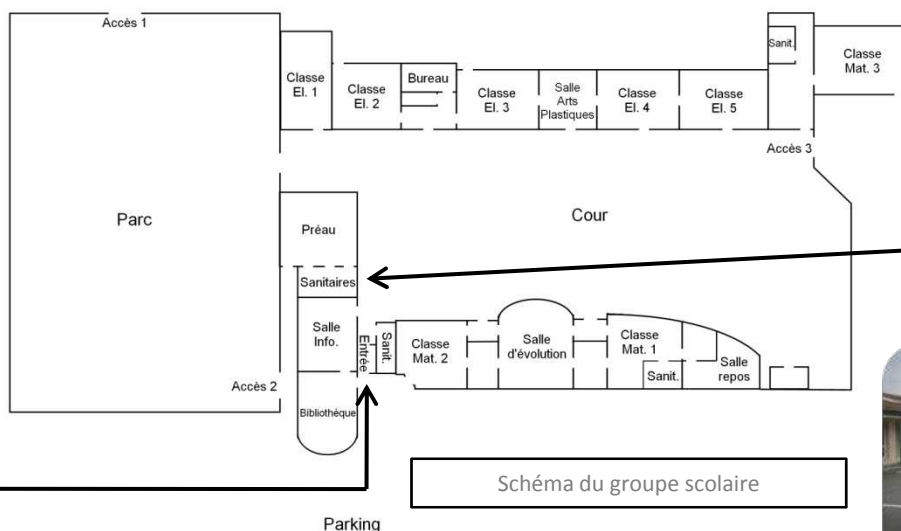 Accès 1
Classe
El. 1
Classe
El. 2
Bureau
Classe
El. 3
Salle
Arts
Plastiques
Classe
El. 4
Classe
El. 5
Sanit.
Classe
Mat. 3
Accès 3
Parc
Préau
Cour
Sanitaires
Salle
Info.
Entrée
Sanit.
Classe
Mat. 2
Salle
d'évolution
Classe
Mat. 1
Sanit.
Salle
repos
Accès 2
Bibliothèque
Schéma du groupe scolaire
Parking